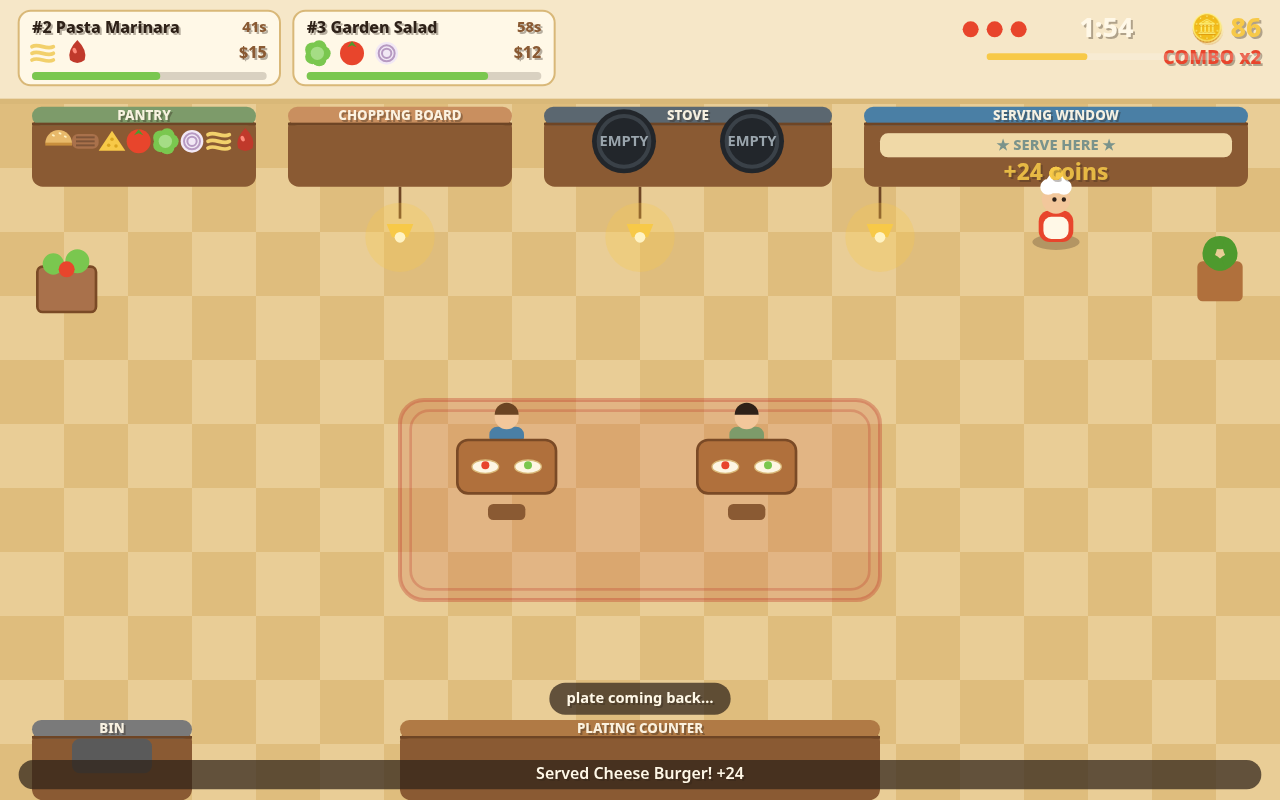 #2 Pasta Marinara 41s
$15
#3 Garden Salad 58s
$12
1:54
86
COMBO x2
PANTRY
CHOPPING BOARD
STOVE
EMPTY
EMPTY
SERVING WINDOW
★ SERVE HERE ★
+24 coins
plate coming back...
BIN
PLATING COUNTER
Served Cheese Burger! +24